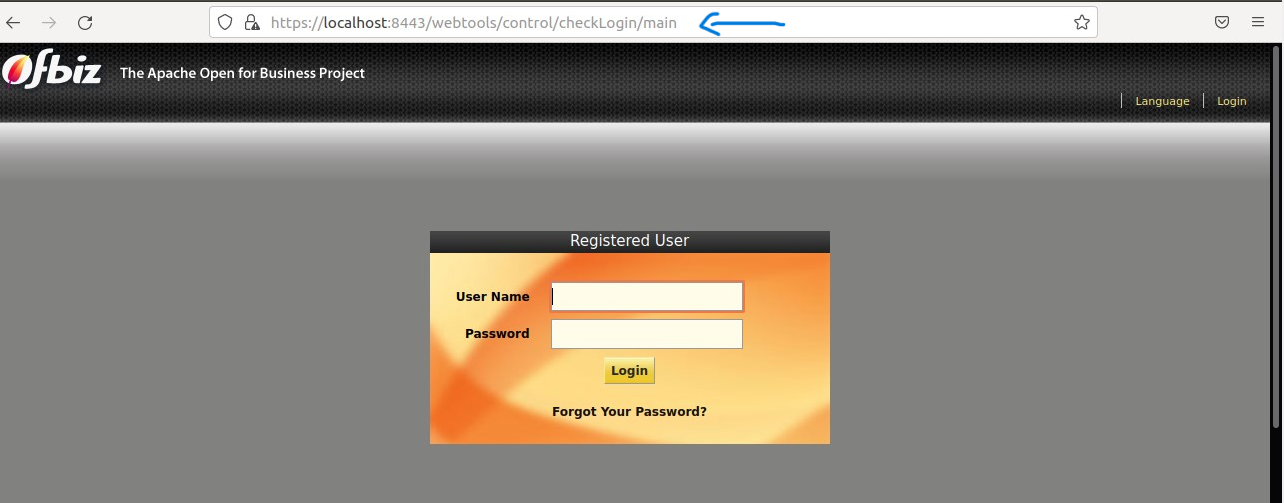 https://localhost:8443/webtools/control/checkLogin/main
Ofbiz The Apache Open for Business Project
Language Login
Registered User
User Name
Password
Login
Forgot Your Password?